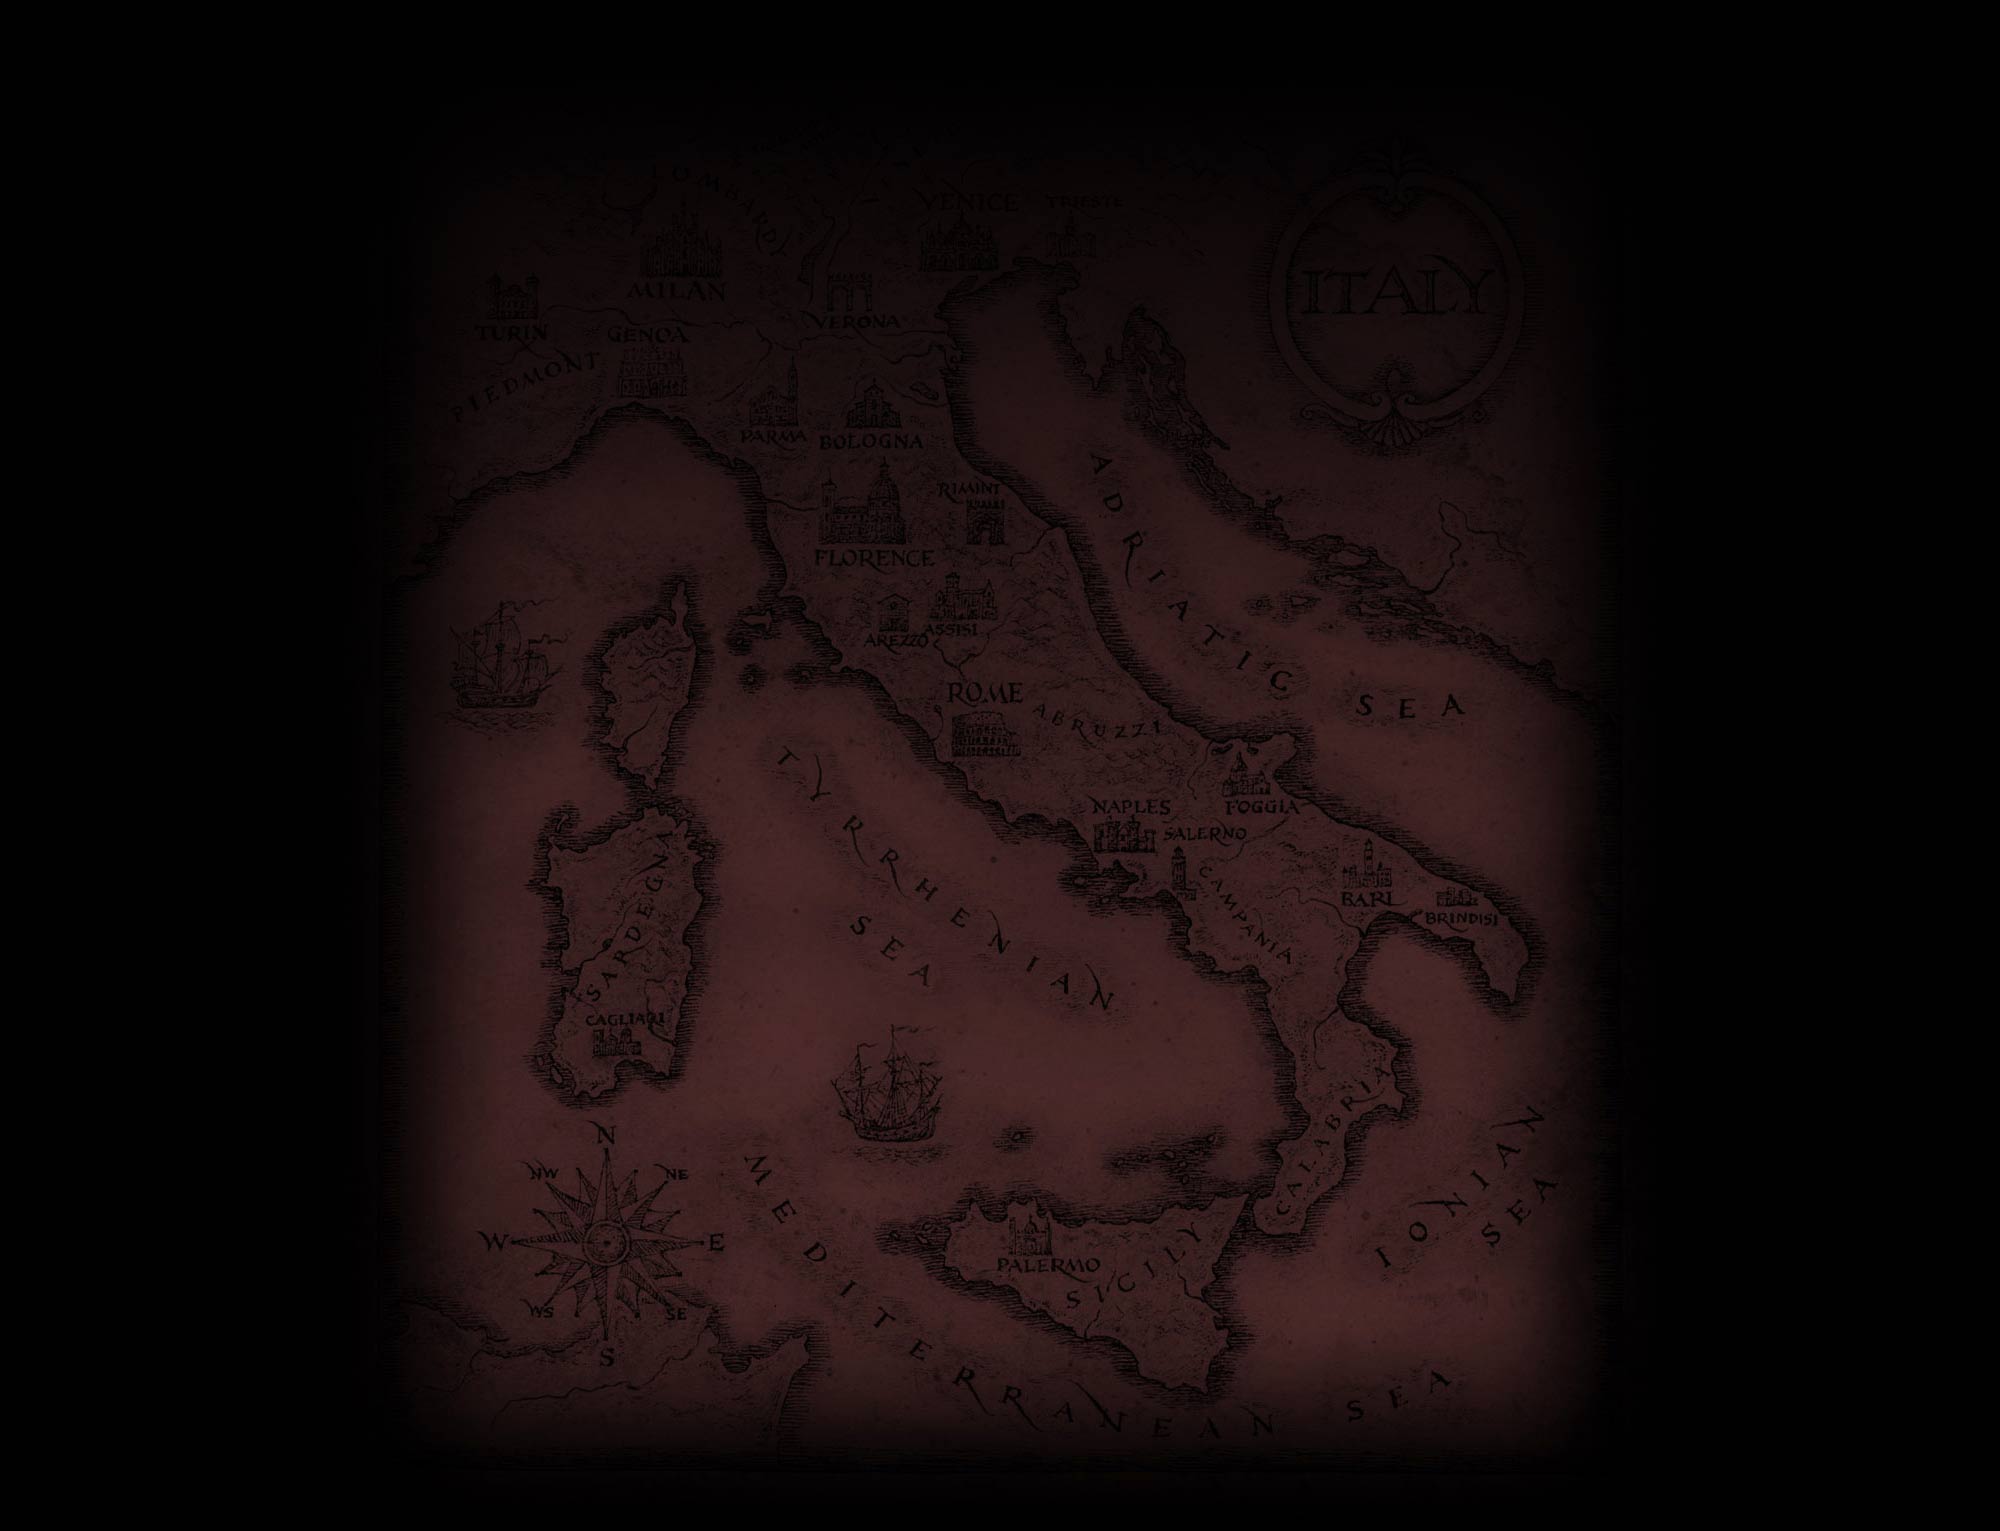 LOMBARDY
VENICE
TRIESTE
ITALY
MILAN
TURIN
GENOA
VERONA
PIEDMONT
PARMA
BOLOGNA
ADRIATIC SEA
RIMINI
FLORENCE
AREZZO
ASSISI
ROME
ABRUZZI
TYRRHENIAN
SEA
NAPLES
FOGGIA
SALERNO
CAMPANIA
BARI
BRINDISI
SARDEGNA
CAGLIARI
CALABRIA
IONIAN
SEA
N
NW
NE
W
E
WS
SE
S
MEDITERRANEAN SEA
PALERMO
SICILY